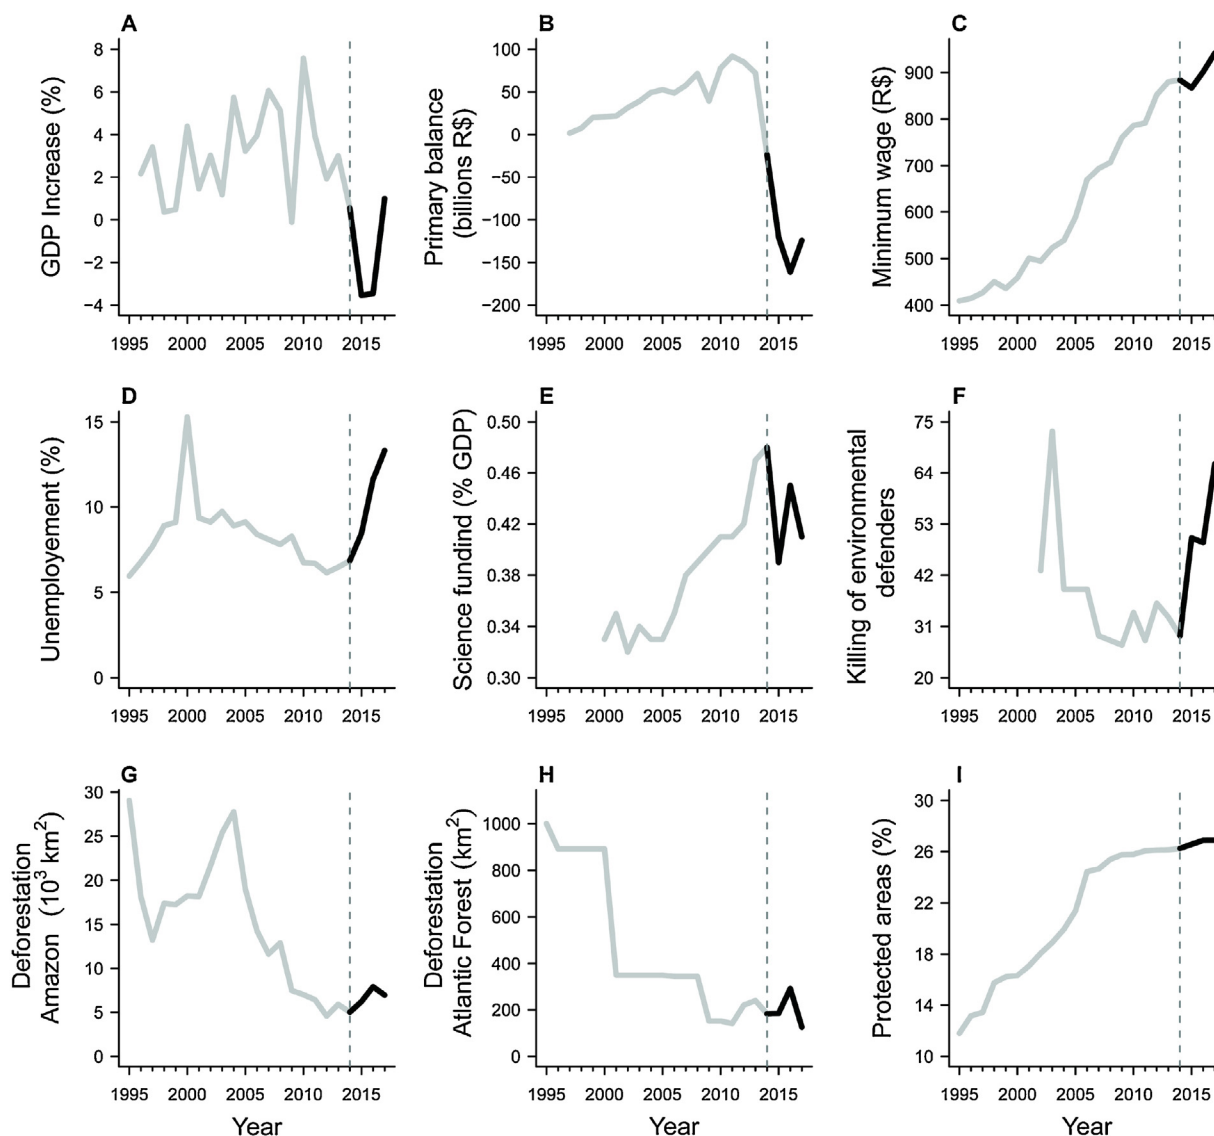 A
GDP Increase (%)
8
6
4
2
0
−2
−4
1995 2000 2005 2010 2015
B
Primary balance
(billions R$)
100
50
0
−50
−100
−150
−200
1995 2000 2005 2010 2015
C
Minimum wage (R$)
900
800
700
600
500
400
1995 2000 2005 2010 2015
D
Unemployement (%)
15
10
5
0
1995 2000 2005 2010 2015
E
Science fundind (% GDP)
0.50
0.46
0.42
0.38
0.34
0.30
1995 2000 2005 2010 2015
F
Killing of environmental
defenders
75
64
53
42
31
20
1995 2000 2005 2010 2015
G
Deforestation
Amazon (10³ km²)
30
25
20
15
10
5
0
1995 2000 2005 2010 2015
Year
H
Deforestation
Atlantic Forest (km²)
1000
800
600
400
200
0
1995 2000 2005 2010 2015
Year
I
Protected areas (%)
30
26
22
18
14
10
1995 2000 2005 2010 2015
Year